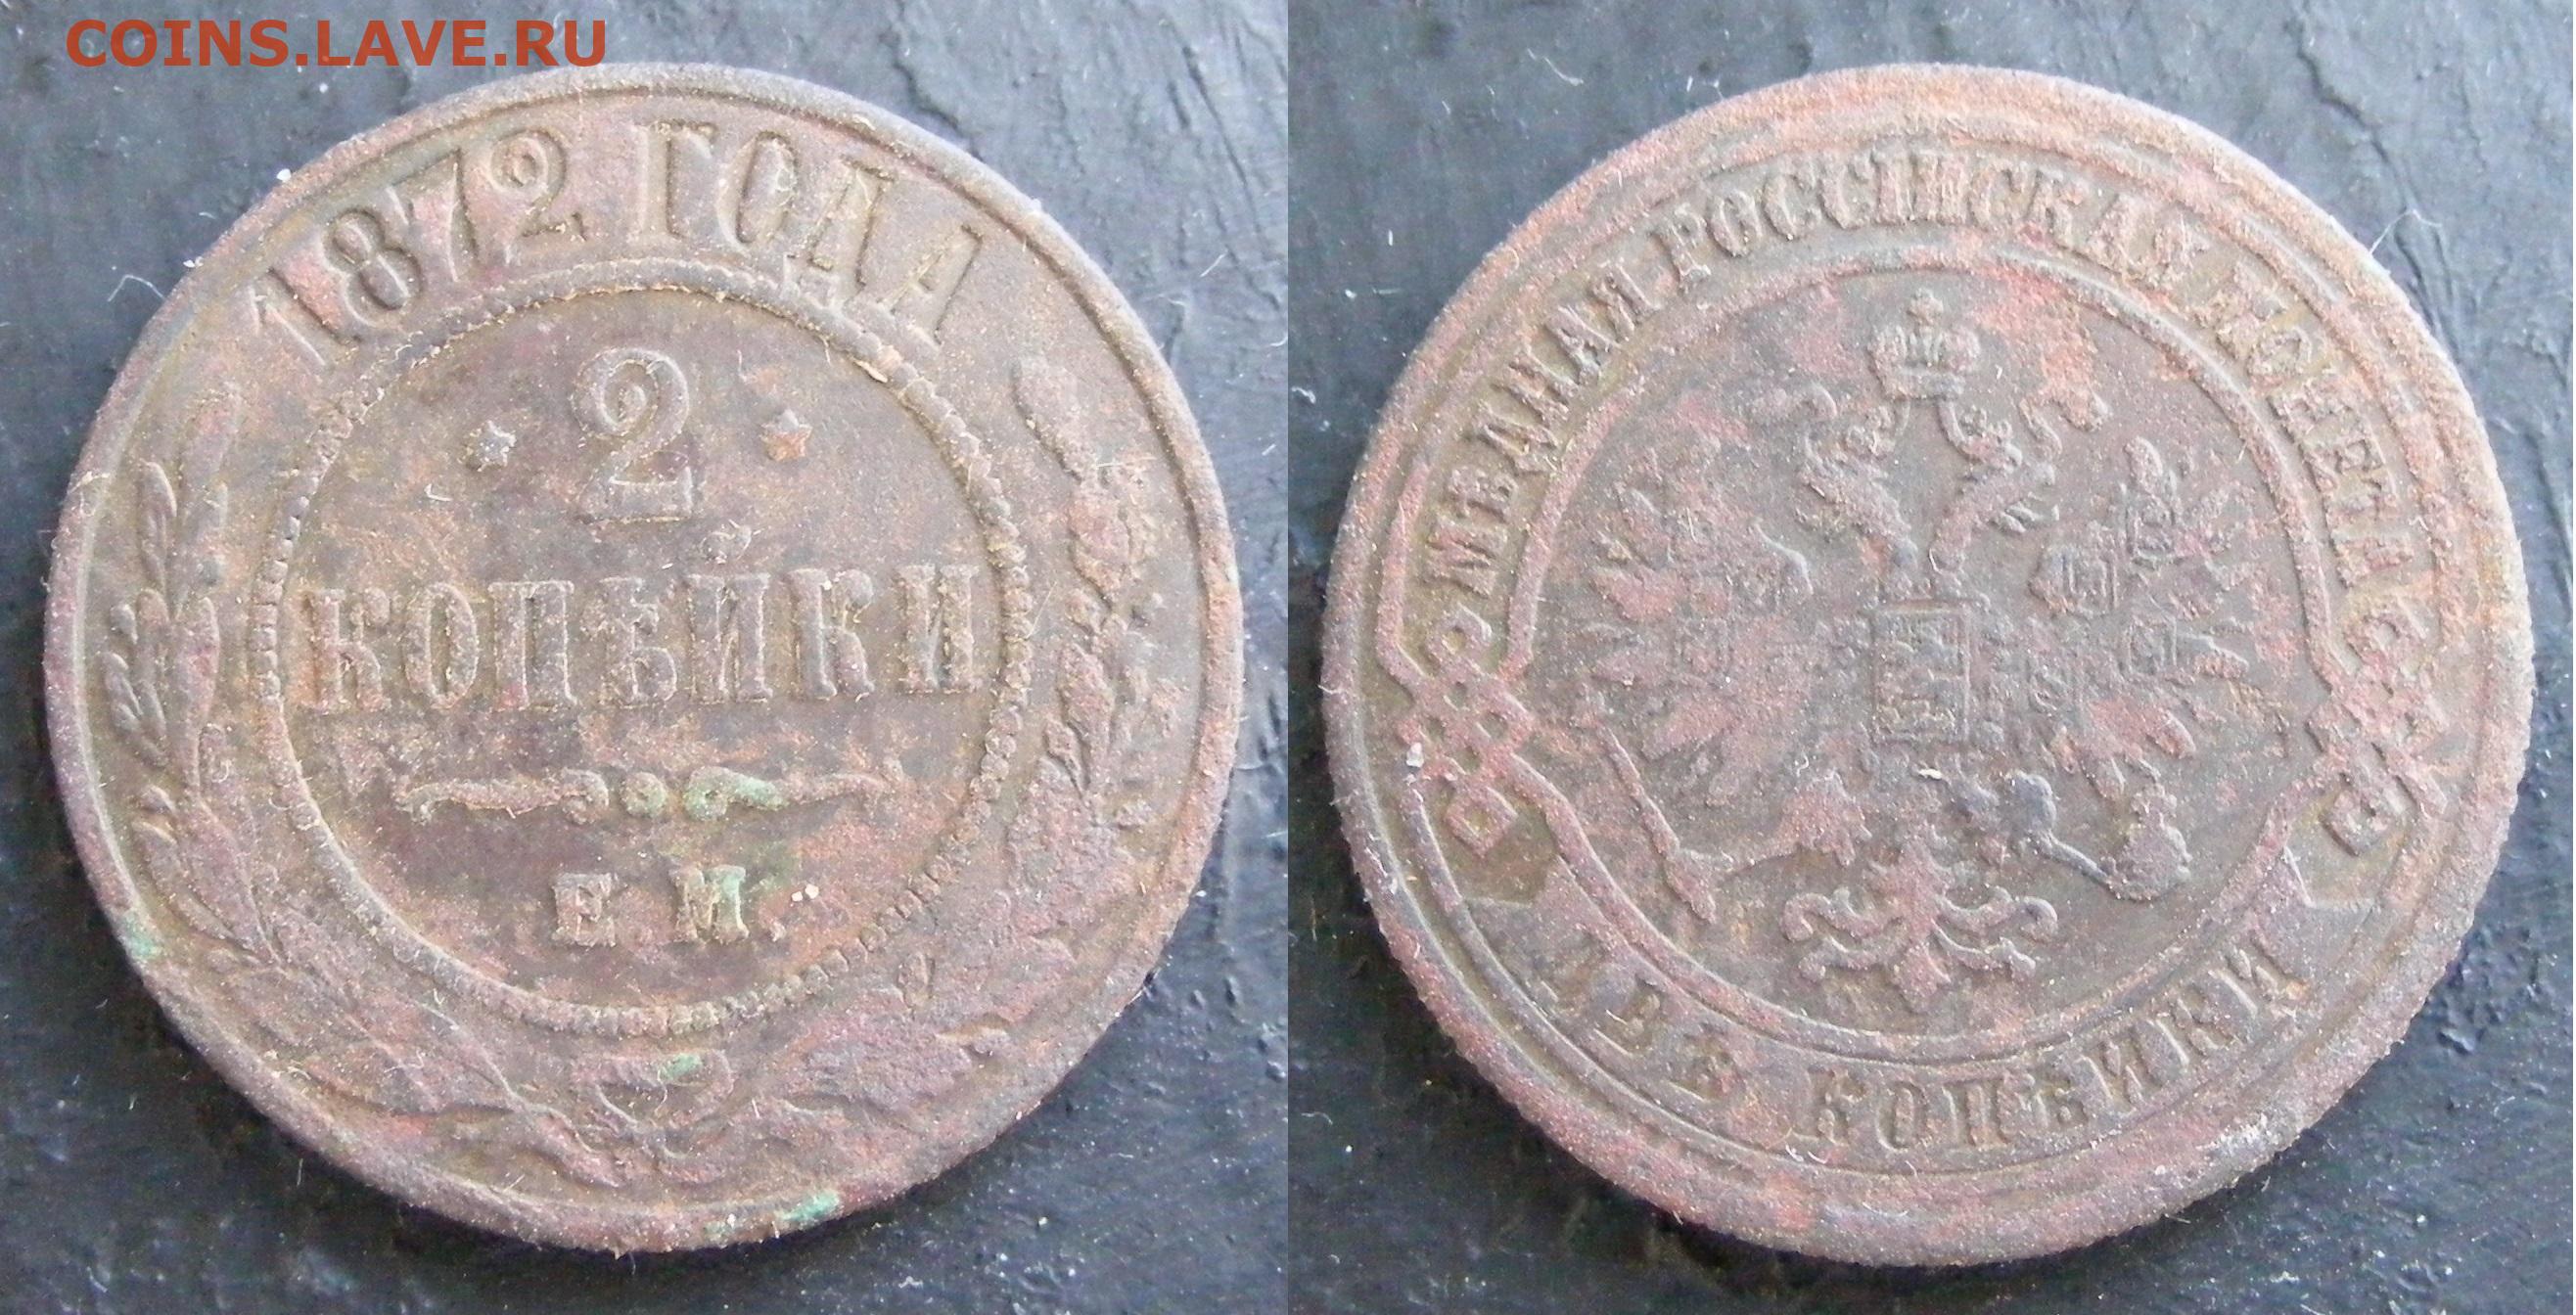 COINS.LAVE.RU
1872 ГОДА
2
КОПѢЙКИ
Е М.
МѢДНАЯ РОССІЙСКАЯ МОНЕТА
ДВѢ КОПѢЙКИ